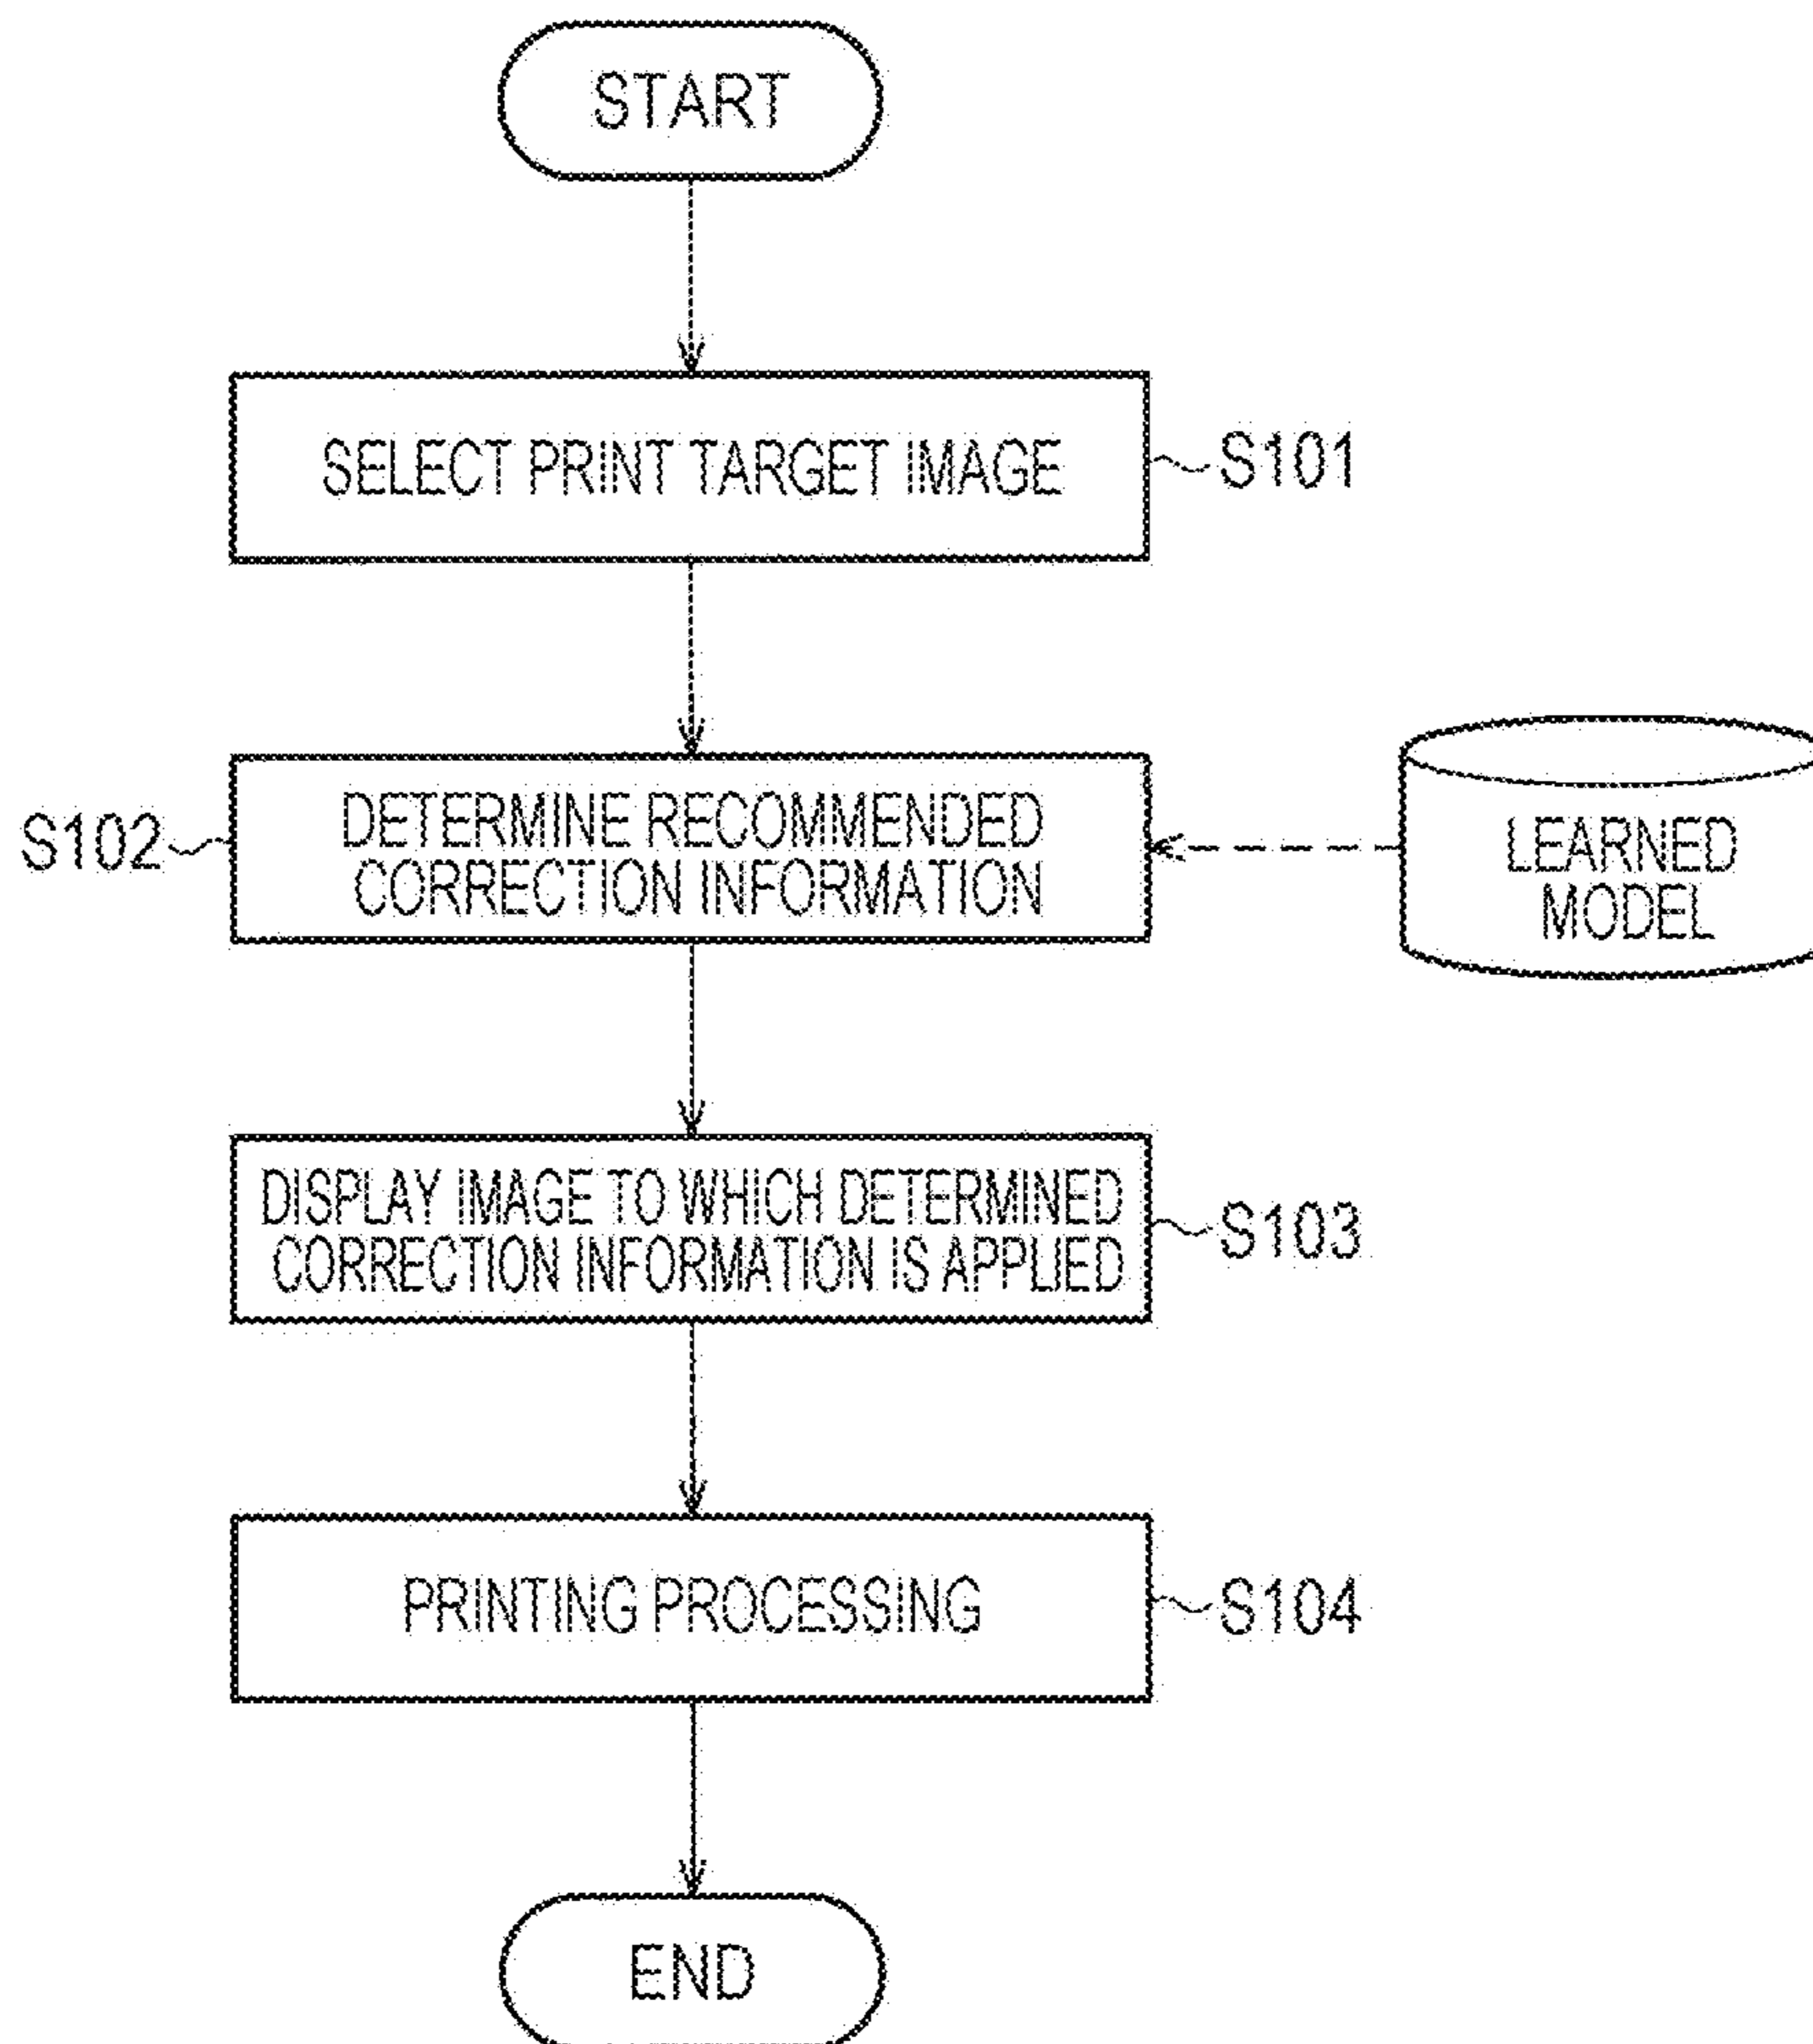 START
SELECT PRINT TARGET IMAGE
S101
S102
DETERMINE RECOMMENDED
CORRECTION INFORMATION
LEARNED
MODEL
DISPLAY IMAGE TO WHICH DETERMINED
CORRECTION INFORMATION IS APPLIED
S103
PRINTING PROCESSING
S104
END